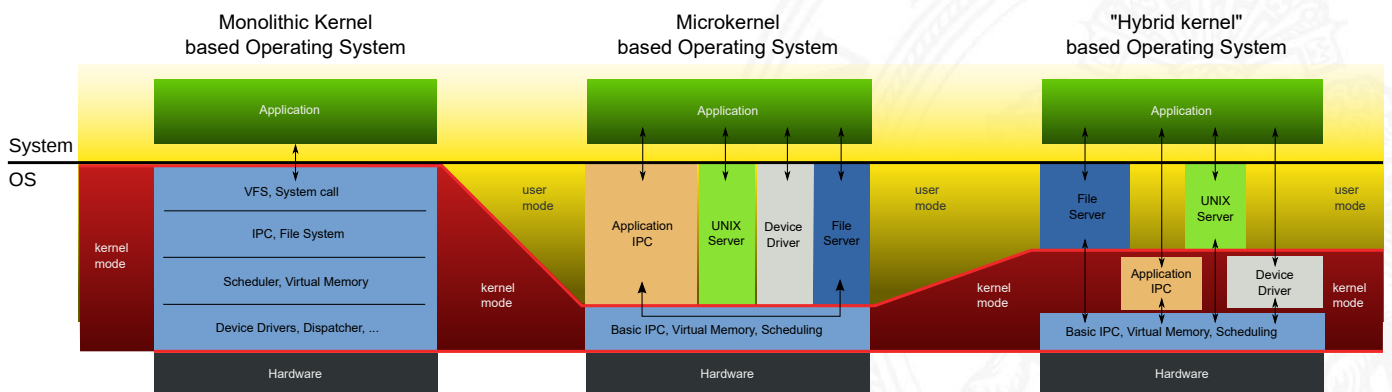 Monolithic Kernel
based Operating System
Microkernel
based Operating System
"Hybrid kernel"
based Operating System
Application
Application
Application
System
OS
kernel
mode
VFS, System call
IPC, File System
Scheduler, Virtual Memory
Device Drivers, Dispatcher, ...
Hardware
kernel
mode
user
mode
Application
IPC
UNIX
Server
Device
Driver
File
Server
Basic IPC, Virtual Memory, Scheduling
Hardware
user
mode
kernel
mode
File
Server
UNIX
Server
Application
IPC
Device
Driver
Basic IPC, Virtual Memory, Scheduling
Hardware
user
mode
kernel
mode